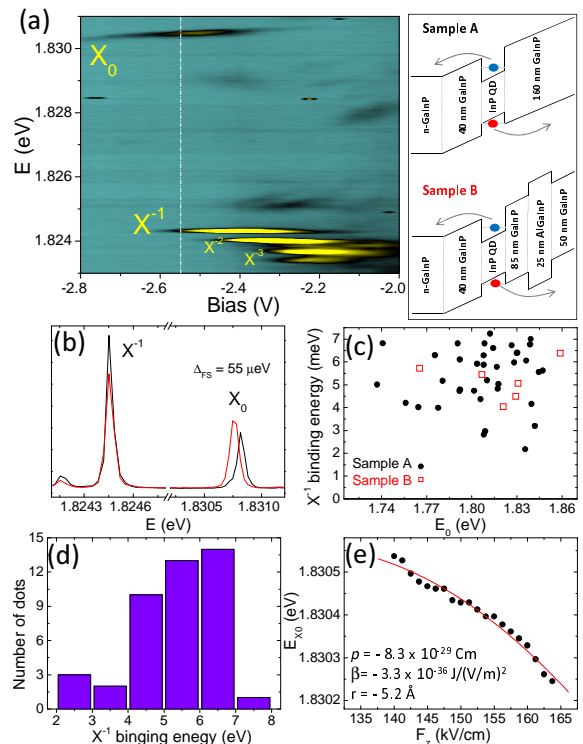 (a)
1.830
1.828
1.826
1.824
E (eV)
X0
X-1
X-2
X-3
-2.8
-2.6
-2.4
-2.2
-2.0
Bias (V)
Sample A
n-GaInP
40 nm GaInP
InP QD
160 nm GaInP
Sample B
n-GaInP
40 nm GaInP
InP QD
85 nm GaInP
25 nm AlGaInP
50 nm GaInP
(b)
X-1
ΔFS = 55 μeV
X0
1.8243
1.8246
1.8305
1.8310
E (eV)
(c)
X-1 binding energy (meV)
7
6
5
4
3
2
1
0
Sample A
Sample B
1.74
1.77
1.80
1.83
1.86
E0 (eV)
(d)
Number of dots
15
12
9
6
3
0
2
3
4
5
6
7
8
X-1 binging energy (eV)
(e)
EX0 (eV)
1.8305
1.8304
1.8303
1.8302
p = - 8.3 x 10-29 Cm
β= - 3.3 x 10-36 J/(V/m)2
r = - 5.2 Å
135
140
145
150
155
160
165
Fz (kV/cm)